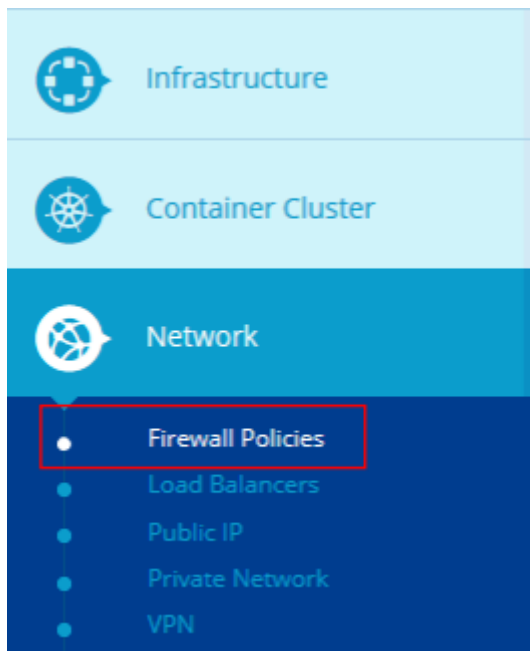 Infrastructure
Container Cluster
Network
Firewall Policies
Load Balancers
Public IP
Private Network
VPN